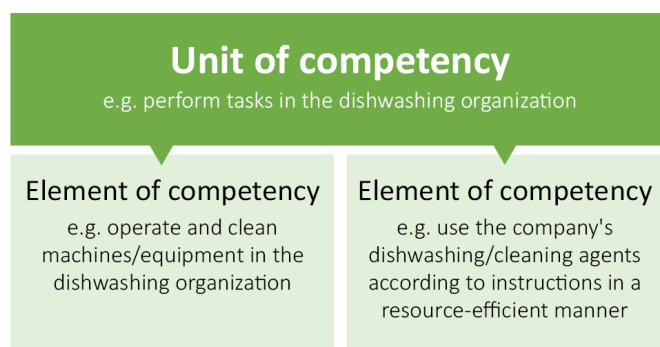 Unit of competency
e.g. perform tasks in the dishwashing organization
Element of competency
e.g. operate and clean
machines/equipment in the
dishwashing organization
Element of competency
e.g. use the company's
dishwashing/cleaning agents
according to instructions in a
resource-efficient manner